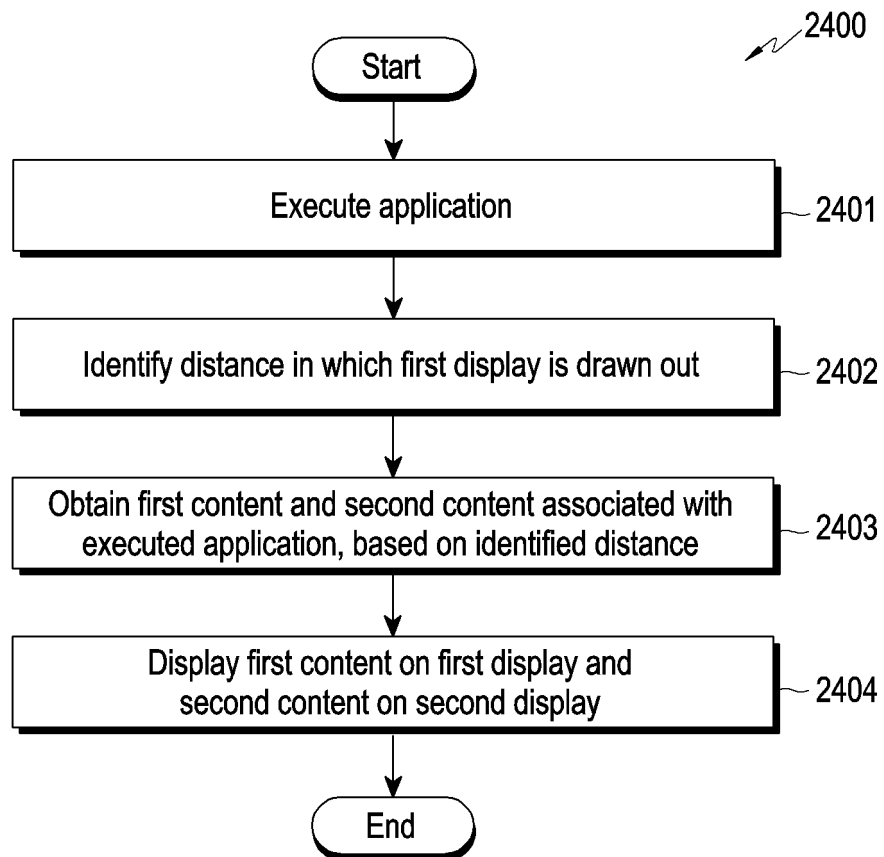 2400
Start
Execute application
2401
Identify distance in which first display is drawn out
2402
Obtain first content and second content associated with
executed application, based on identified distance
2403
Display first content on first display and
second content on second display
2404
End